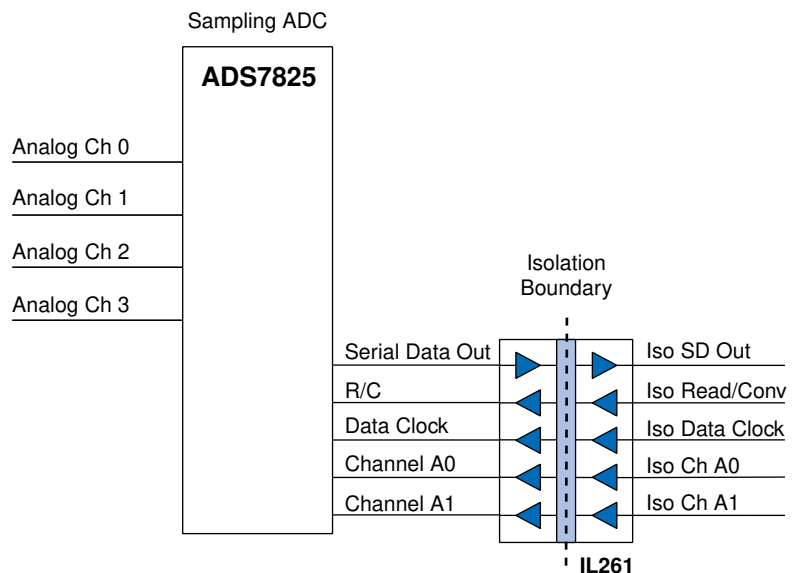 Sampling ADC
ADS7825
Analog Ch 0
Analog Ch 1
Analog Ch 2
Analog Ch 3
Isolation
Boundary
Serial Data Out
Iso SD Out
R/C
Iso Read/Conv
Data Clock
Iso Data Clock
Channel A0
Iso Ch A0
Channel A1
Iso Ch A1
IL261